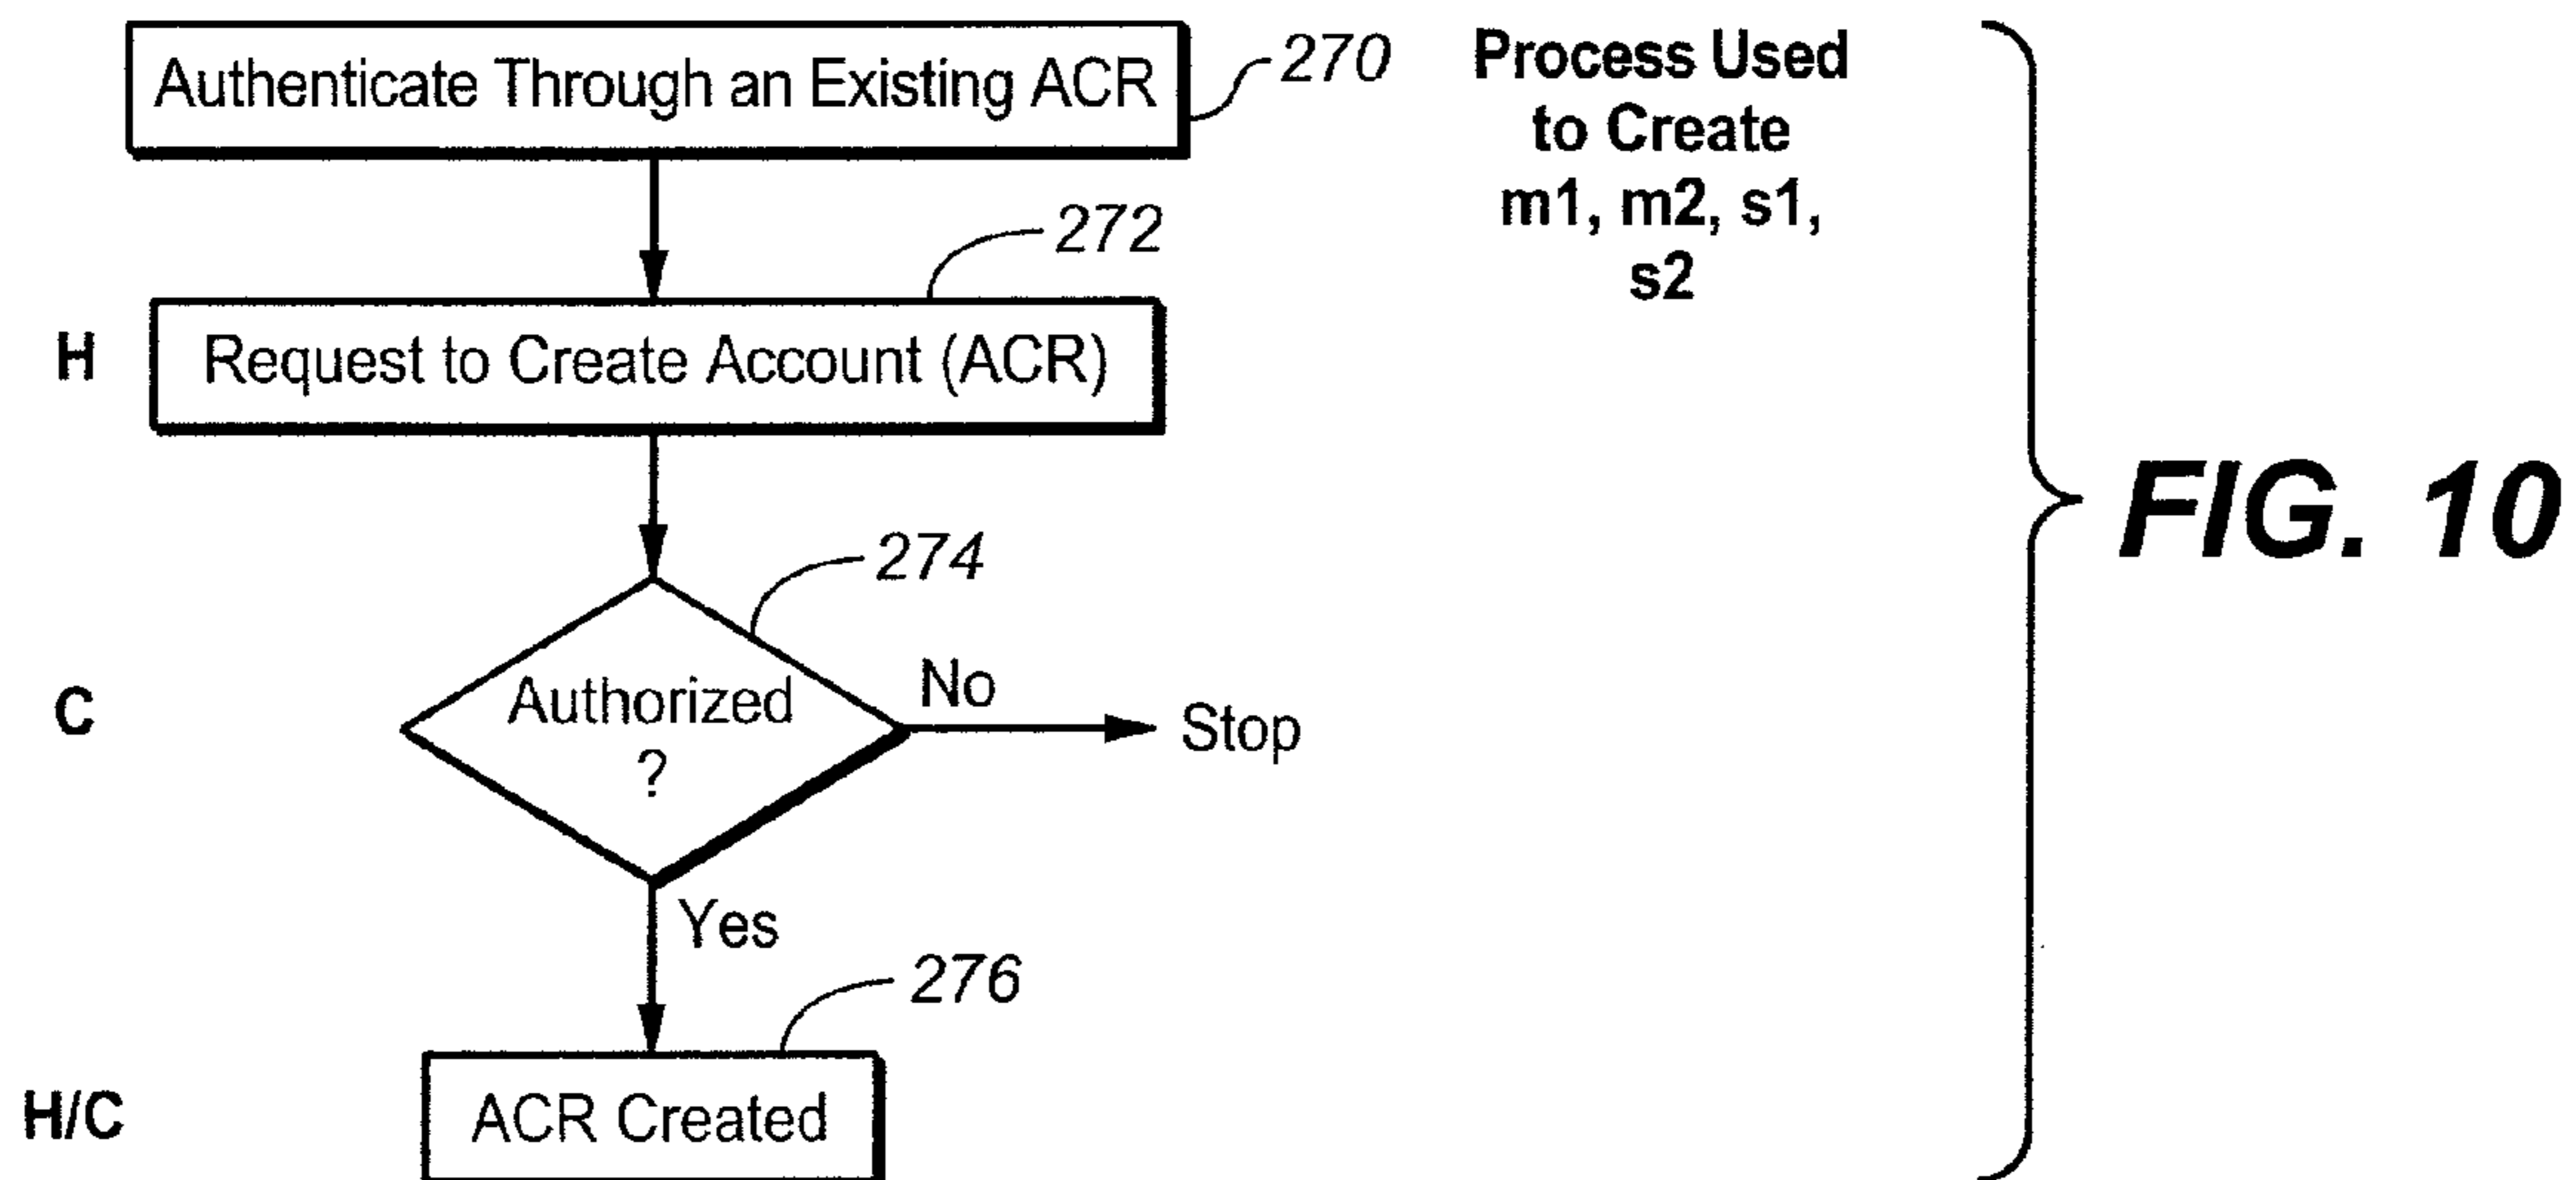 Authenticate Through an Existing ACR
270
Process Used
to Create
m1, m2, s1,
s2
272
H
Request to Create Account (ACR)
FIG. 10
274
C
Authorized
?
No
Stop
Yes
276
H/C
ACR Created